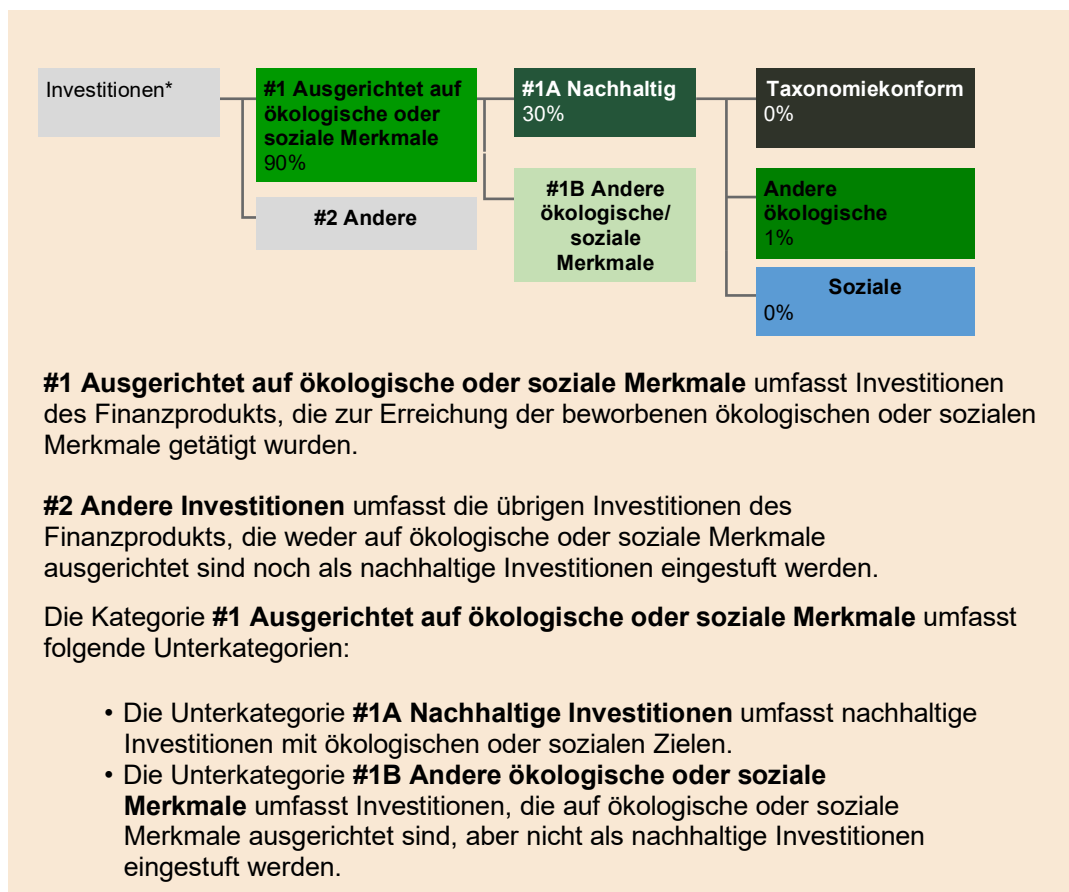 Investitionen*
#1 Ausgerichtet auf
ökologische oder
soziale Merkmale
90%
#2 Andere
#1A Nachhaltig
30%
#1B Andere
ökologische/
soziale
Merkmale
Taxonomiekonform
0%
Andere
ökologische
1%
Soziale
0%
#1 Ausgerichtet auf ökologische oder soziale Merkmale umfasst Investitionen
des Finanzprodukts, die zur Erreichung der beworbenen ökologischen oder sozialen
Merkmale getätigt wurden.
#2 Andere Investitionen umfasst die übrigen Investitionen des
Finanzprodukts, die weder auf ökologische oder soziale Merkmale
ausgerichtet sind noch als nachhaltige Investitionen eingestuft werden.
Die Kategorie #1 Ausgerichtet auf ökologische oder soziale Merkmale umfasst
folgende Unterkategorien:
• Die Unterkategorie #1A Nachhaltige Investitionen umfasst nachhaltige
Investitionen mit ökologischen oder sozialen Zielen.
• Die Unterkategorie #1B Andere ökologische oder soziale
Merkmale umfasst Investitionen, die auf ökologische oder soziale
Merkmale ausgerichtet sind, aber nicht als nachhaltige Investitionen
eingestuft werden.